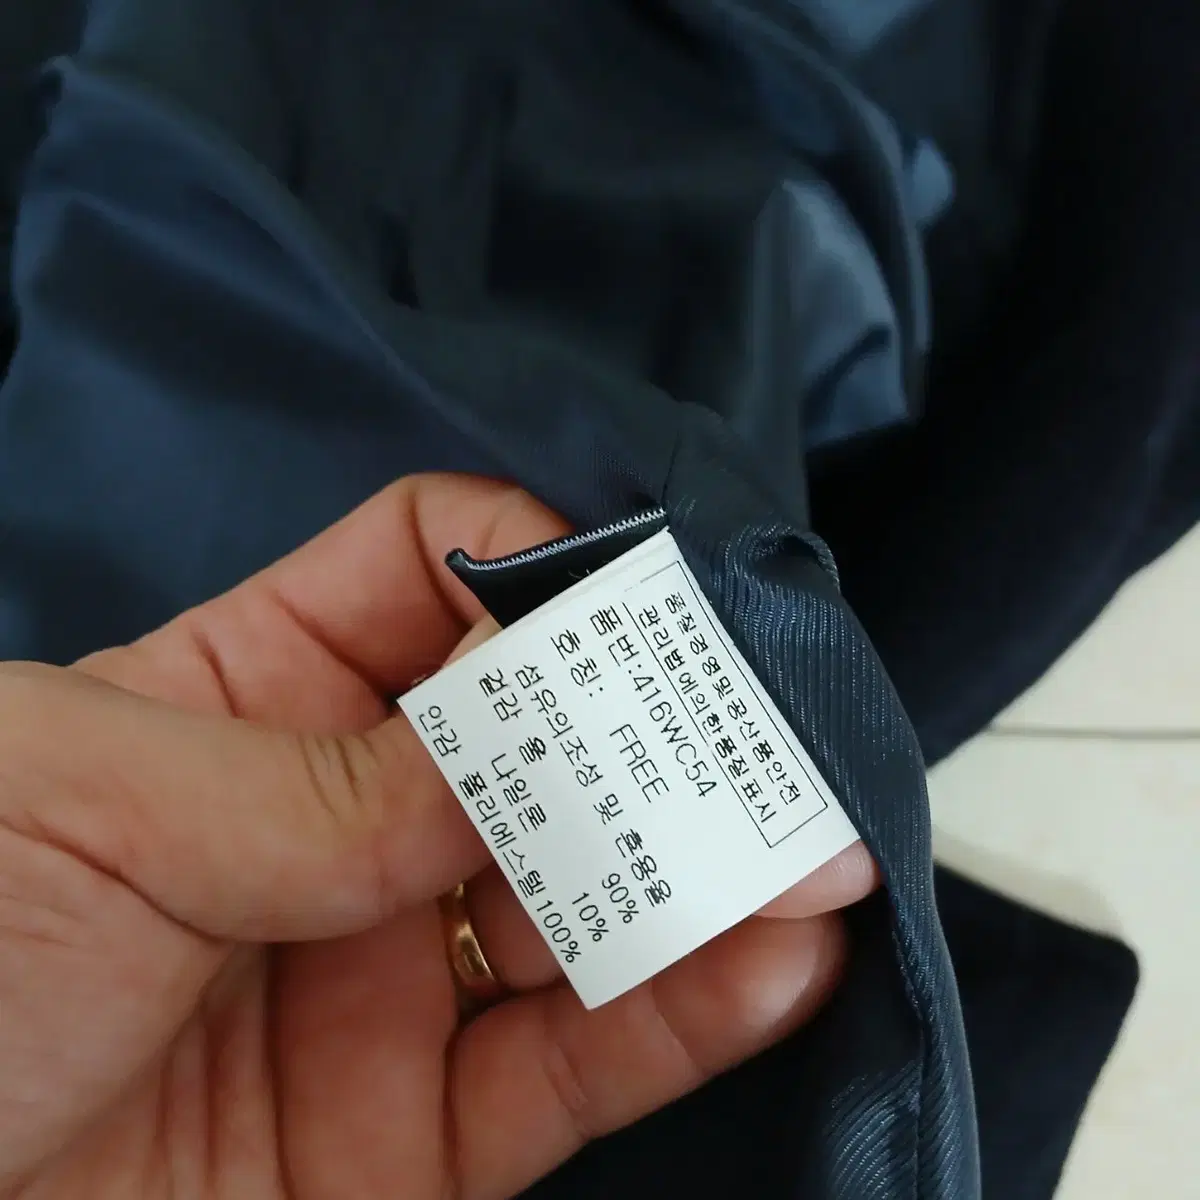 품질경영및공산품안전
관리법에의한품질표시
품번:416WC54
호칭: FREE
섬유의조성 및 혼용율
겉감 울 90%
나일론 10%
안감 폴리에스텔100%